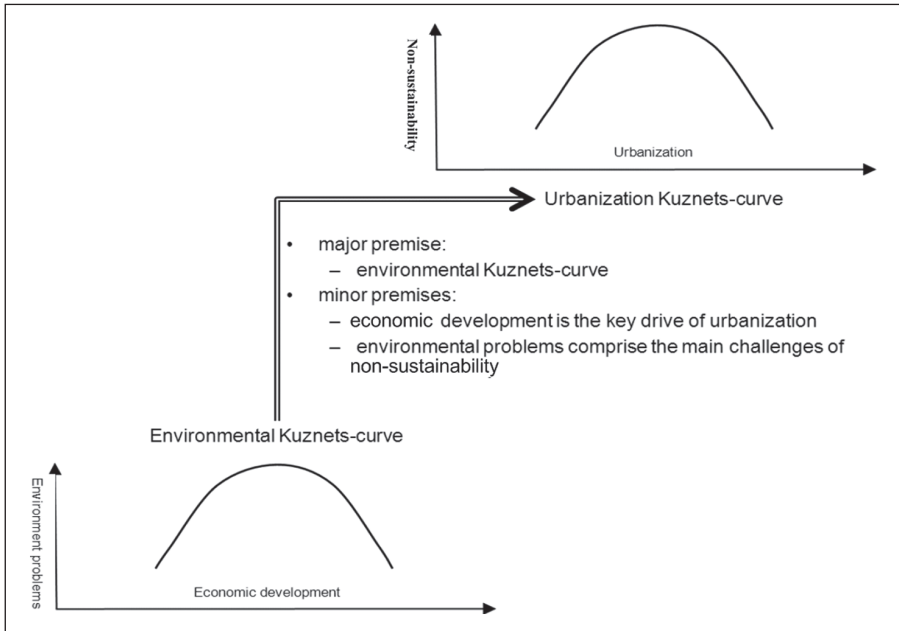 Non-sustainability
Urbanization
Urbanization Kuznets-curve
• major premise:
– environmental Kuznets-curve
• minor premises:
– economic development is the key drive of urbanization
– environmental problems comprise the main challenges of
non-sustainability
Environmental Kuznets-curve
Environment problems
Economic development